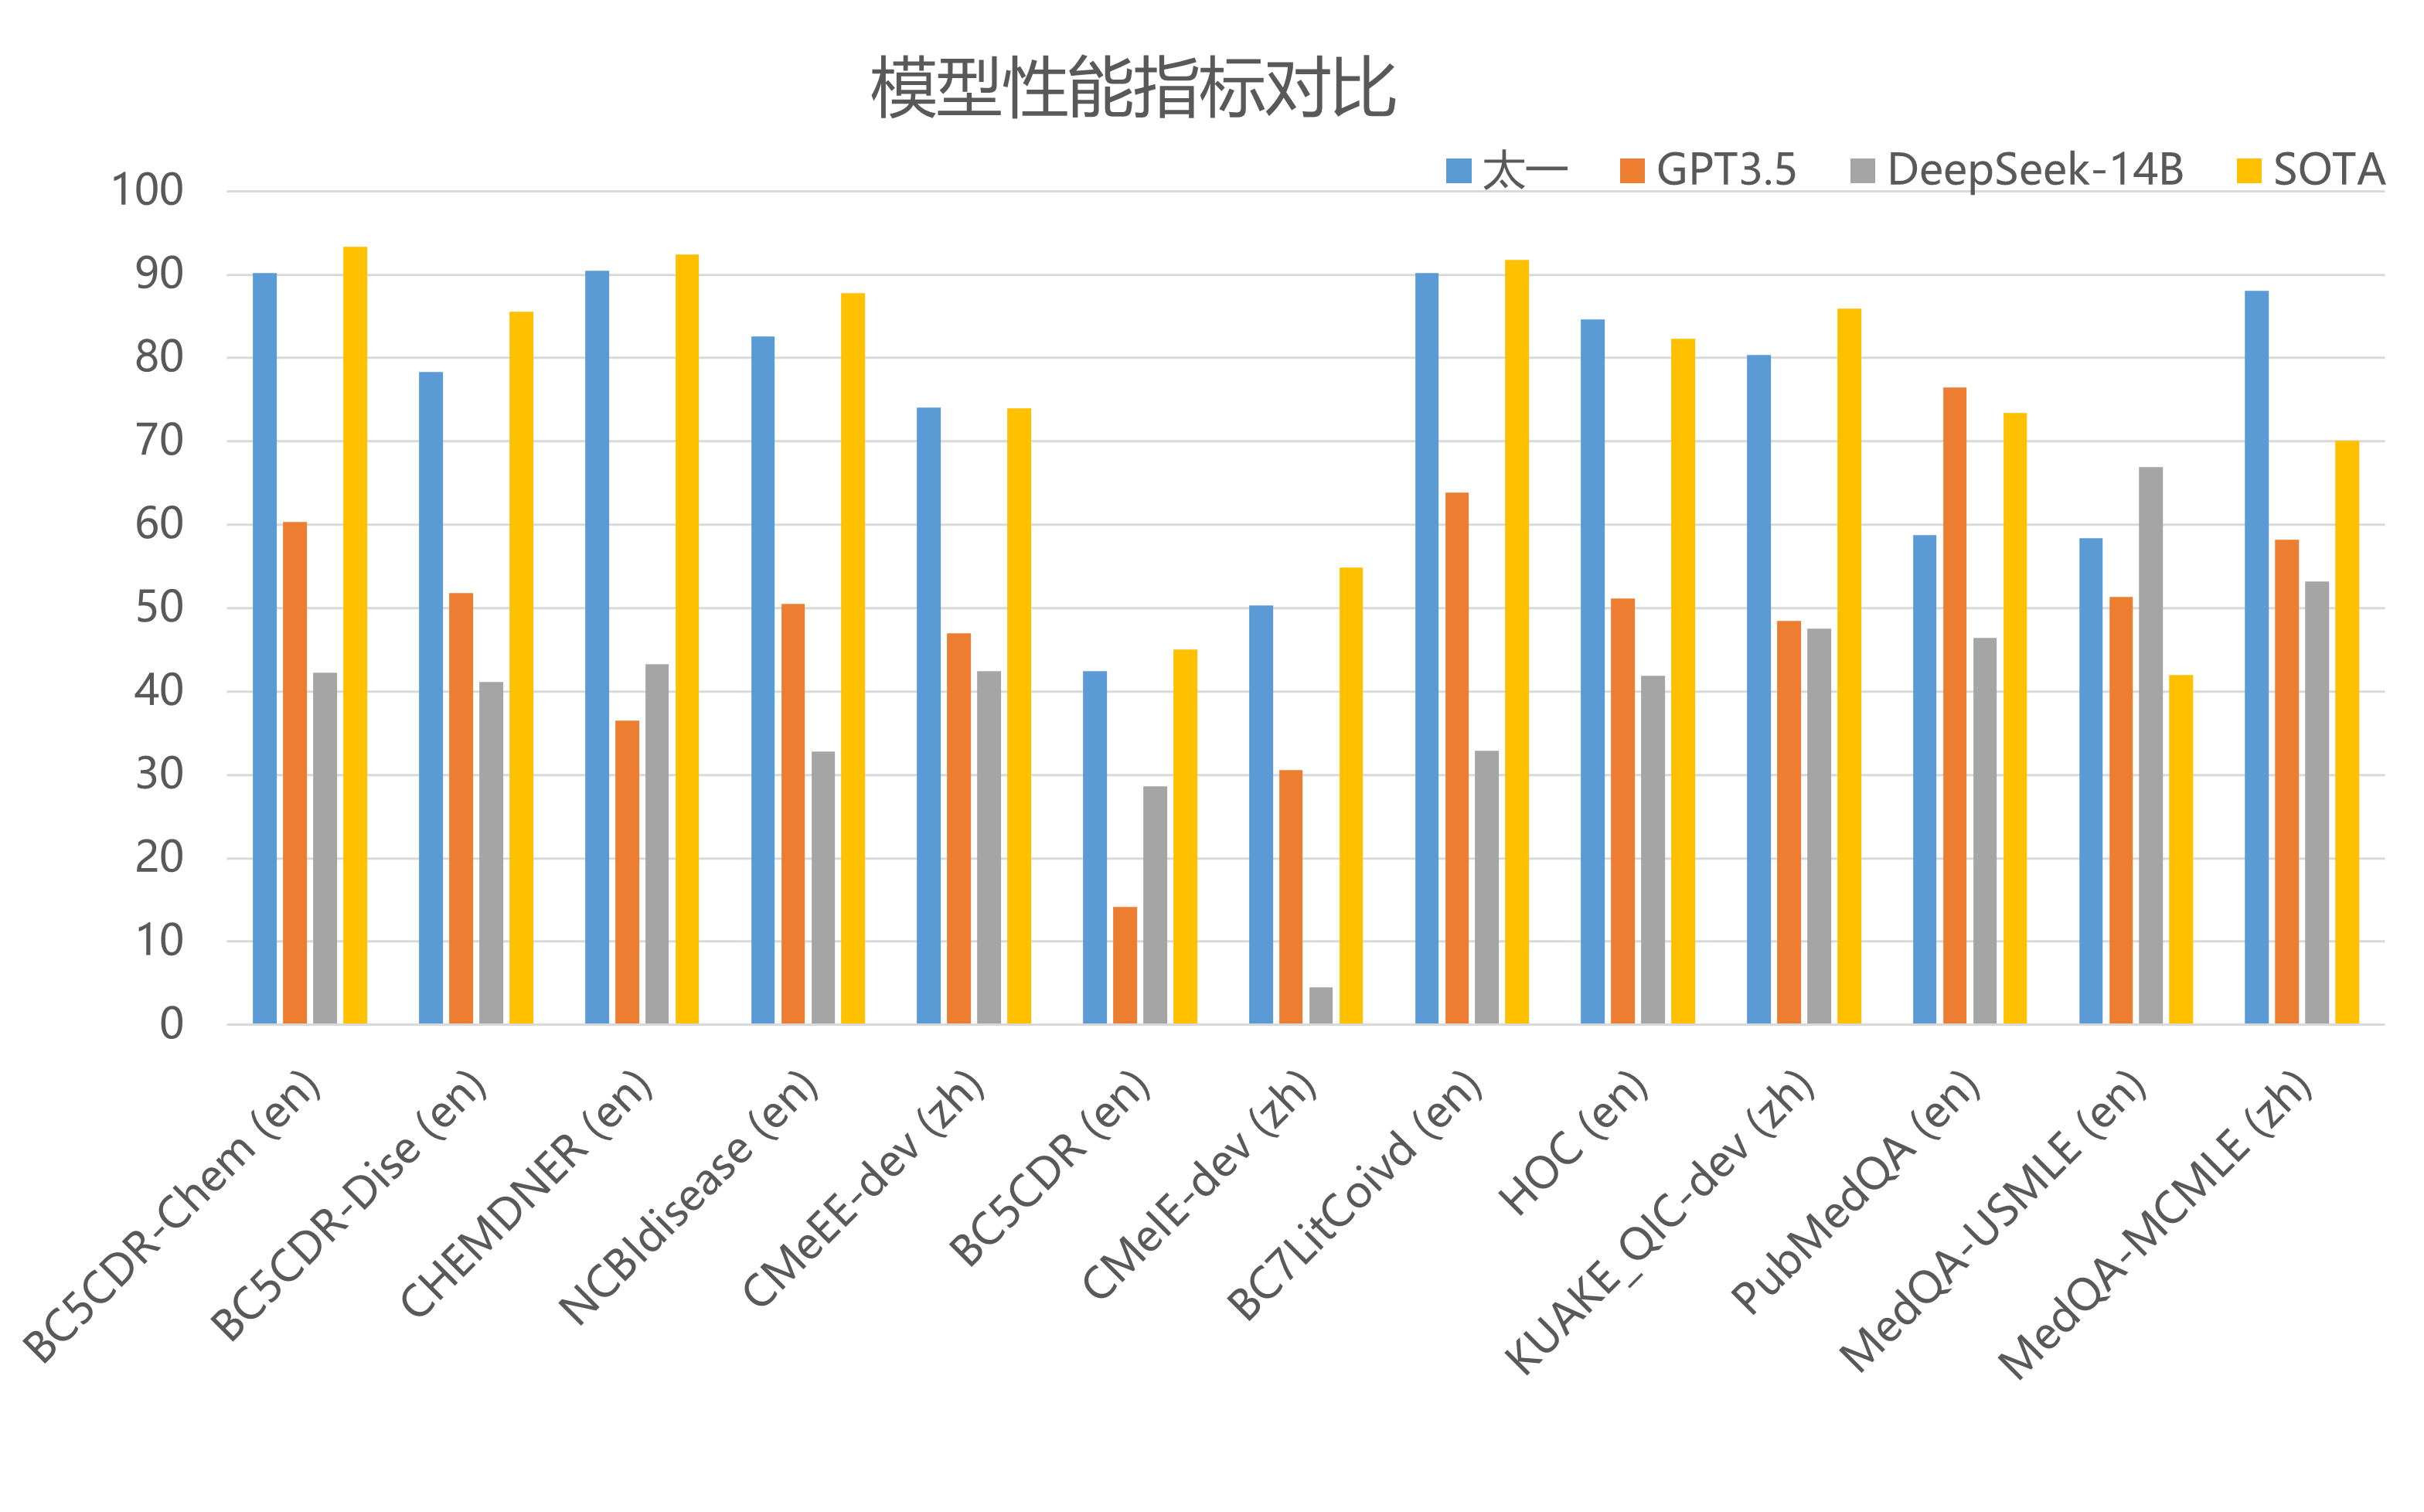 模型性能指标对比
太一 GPT3.5 DeepSeek-14B SOTA
100
90
80
70
60
50
40
30
20
10
0
BC5CDR-Chem (en)
BC5CDR-Dise (en)
CHEMDNER (en)
NCBIdisease (en)
CMeEE-dev (zh)
BC5CDR (en)
CMeIE-dev (zh)
BC7LitCoivd (en)
HOC (en)
KUAKE_QIC-dev (zh)
PubMedQA (en)
MedQA-USMILE (en)
MedQA-MCMILE (zh)